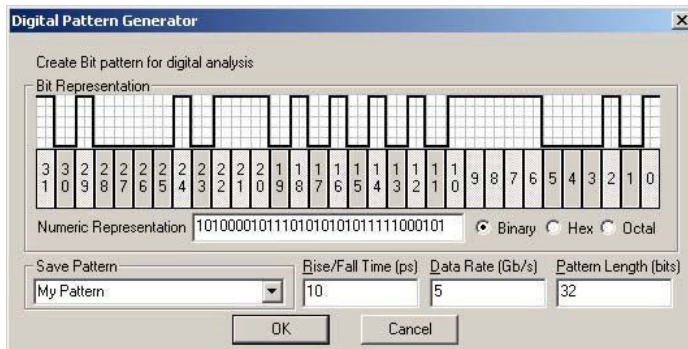 Digital Pattern Generator
Create Bit pattern for digital analysis
Bit Representation
31 30 29 28 27 26 25 24 23 22 21 20 19 18 17 16 15 14 13 12 11 10 9 8 7 6 5 4 3 2 1 0
Numeric Representation 10100001011101010101011111000101 Binary Hex Octal
Save Pattern Rise/Fall Time (ps) Data Rate (Gb/s) Pattern Length (bits)
My Pattern 10 5 32
OK Cancel